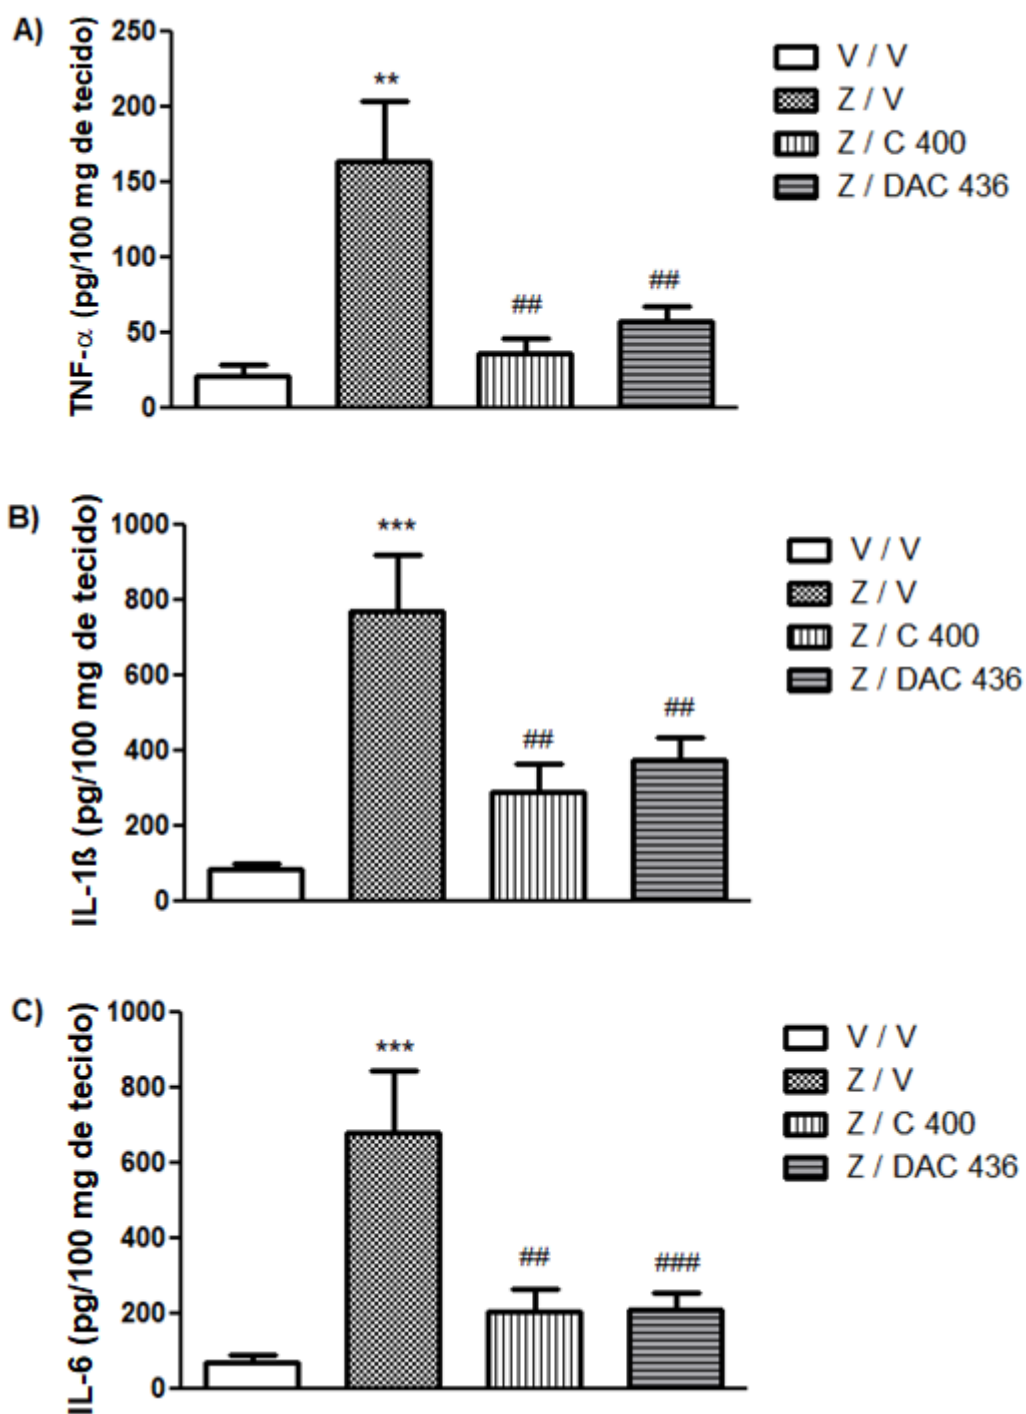 A)
TNF-α (pg/100 mg de tecido)
250
200
150
100
50
0
**
##
##
V / V
Z / V
Z / C 400
Z / DAC 436
B)
IL-1ß (pg/100 mg de tecido)
1000
800
600
400
200
0
***
##
##
V / V
Z / V
Z / C 400
Z / DAC 436
C)
IL-6 (pg/100 mg de tecido)
1000
800
600
400
200
0
***
##
###
V / V
Z / V
Z / C 400
Z / DAC 436